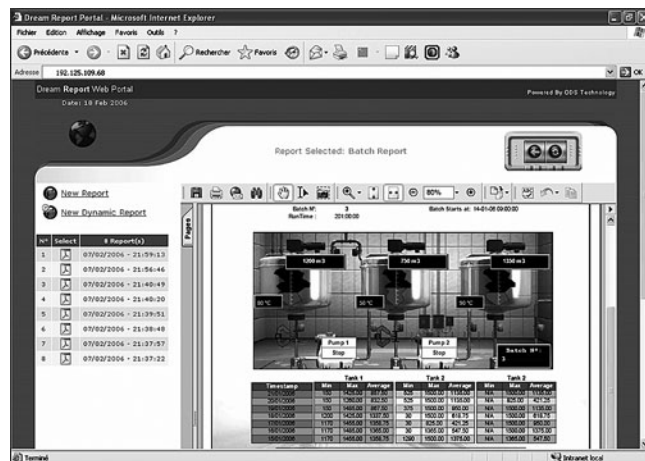 Dream Report Portal - Microsoft Internet Explorer
Fichier Edition Affichage Favoris Outils ?
Précédente Rechercher Favoris
Adresse 192.125.109.68 OK
Dream Report Web Portal
Powered By ODS Technology
Date: 18 Feb 2006
Report Selected: Batch Report
New Report
New Dynamic Report
80%
Pages
Batch N°: 3 Batch Starts at: 14-01-06 09:00:00
RunTime : 201:00:00
N° Select 8 Report(s)
1 07/02/2006 - 21:59:13
2 07/02/2006 - 21:56:46
3 07/02/2006 - 21:40:49
4 07/02/2006 - 21:40:20
5 07/02/2006 - 21:39:51
6 07/02/2006 - 21:38:48
7 07/02/2006 - 21:37:57
8 07/02/2006 - 21:37:22
1200 m3 750 m3 1350 m3
80 °C 50 °C 90 °C
Pump 1 Pump 2
Stop Stop
Batch N°:
3
Tank 1 Tank 2 Tank 2
Timestamp Min Max Average Min Max Average Min Max Average
Terminé Intranet local